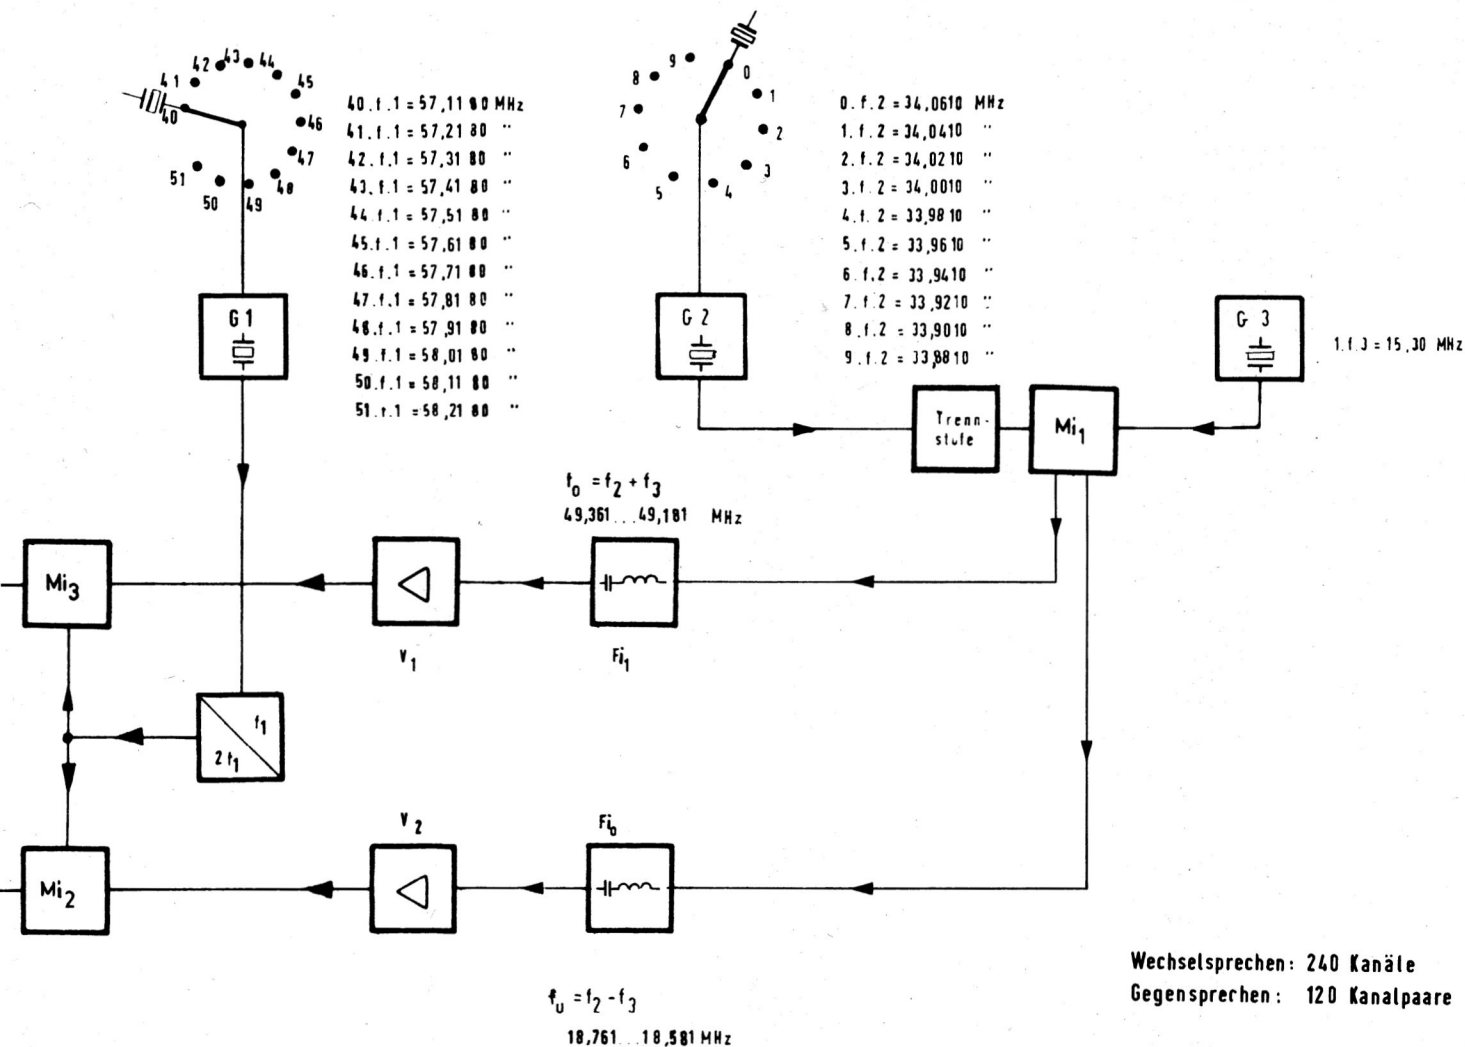 41
42
43
44
45
46
47
48
49
50
51
40
40.f.1 = 57,1180 MHz
41.f.1 = 57,2180 "
42.f.1 = 57,3180 "
43.f.1 = 57,4180 "
44.f.1 = 57,5180 "
45.f.1 = 57,6180 "
46.f.1 = 57,7180 "
47.f.1 = 57,8180 "
48.f.1 = 57,9180 "
49.f.1 = 58,0180 "
50.f.1 = 58,1180 "
51.f.1 = 58,2180 "
9
8
7
6
5
4
3
2
1
0
0.f.2 = 34,0610 MHz
1.f.2 = 34,0410 "
2.f.2 = 34,0210 "
3.f.2 = 34,0010 "
4.f.2 = 33,9810 "
5.f.2 = 33,9610 "
6.f.2 = 33,9410 "
7.f.2 = 33,9210 "
8.f.2 = 33,9010 "
9.f.2 = 33,8810 "
G1
G2
G 3
1.f.3 = 15,30 MHz
Trenn-
stufe
Mi1
fo = f2 + f3
49,361...49,181 MHz
Mi3
V1
Fi1
f1
2f1
V2
Fio
Mi2
fu = f2 - f3
18,761...18,581 MHz
Wechselsprechen: 240 Kanäle
Gegensprechen: 120 Kanalpaare